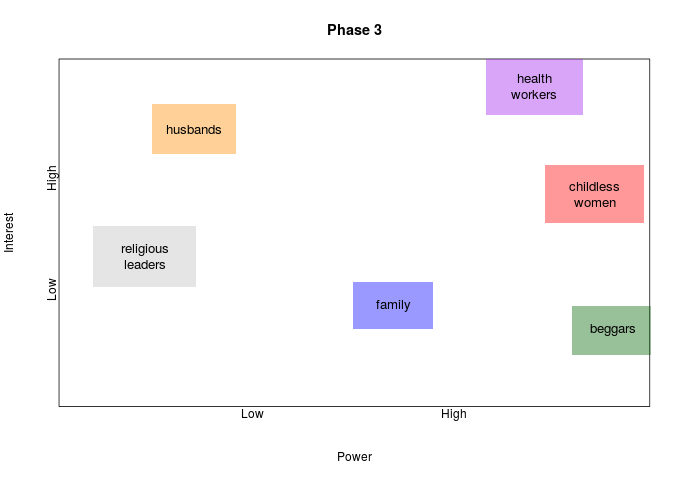 Phase 3
health
workers
husbands
High
childless
women
Interest
religious
leaders
Low
family
beggars
Low
High
Power